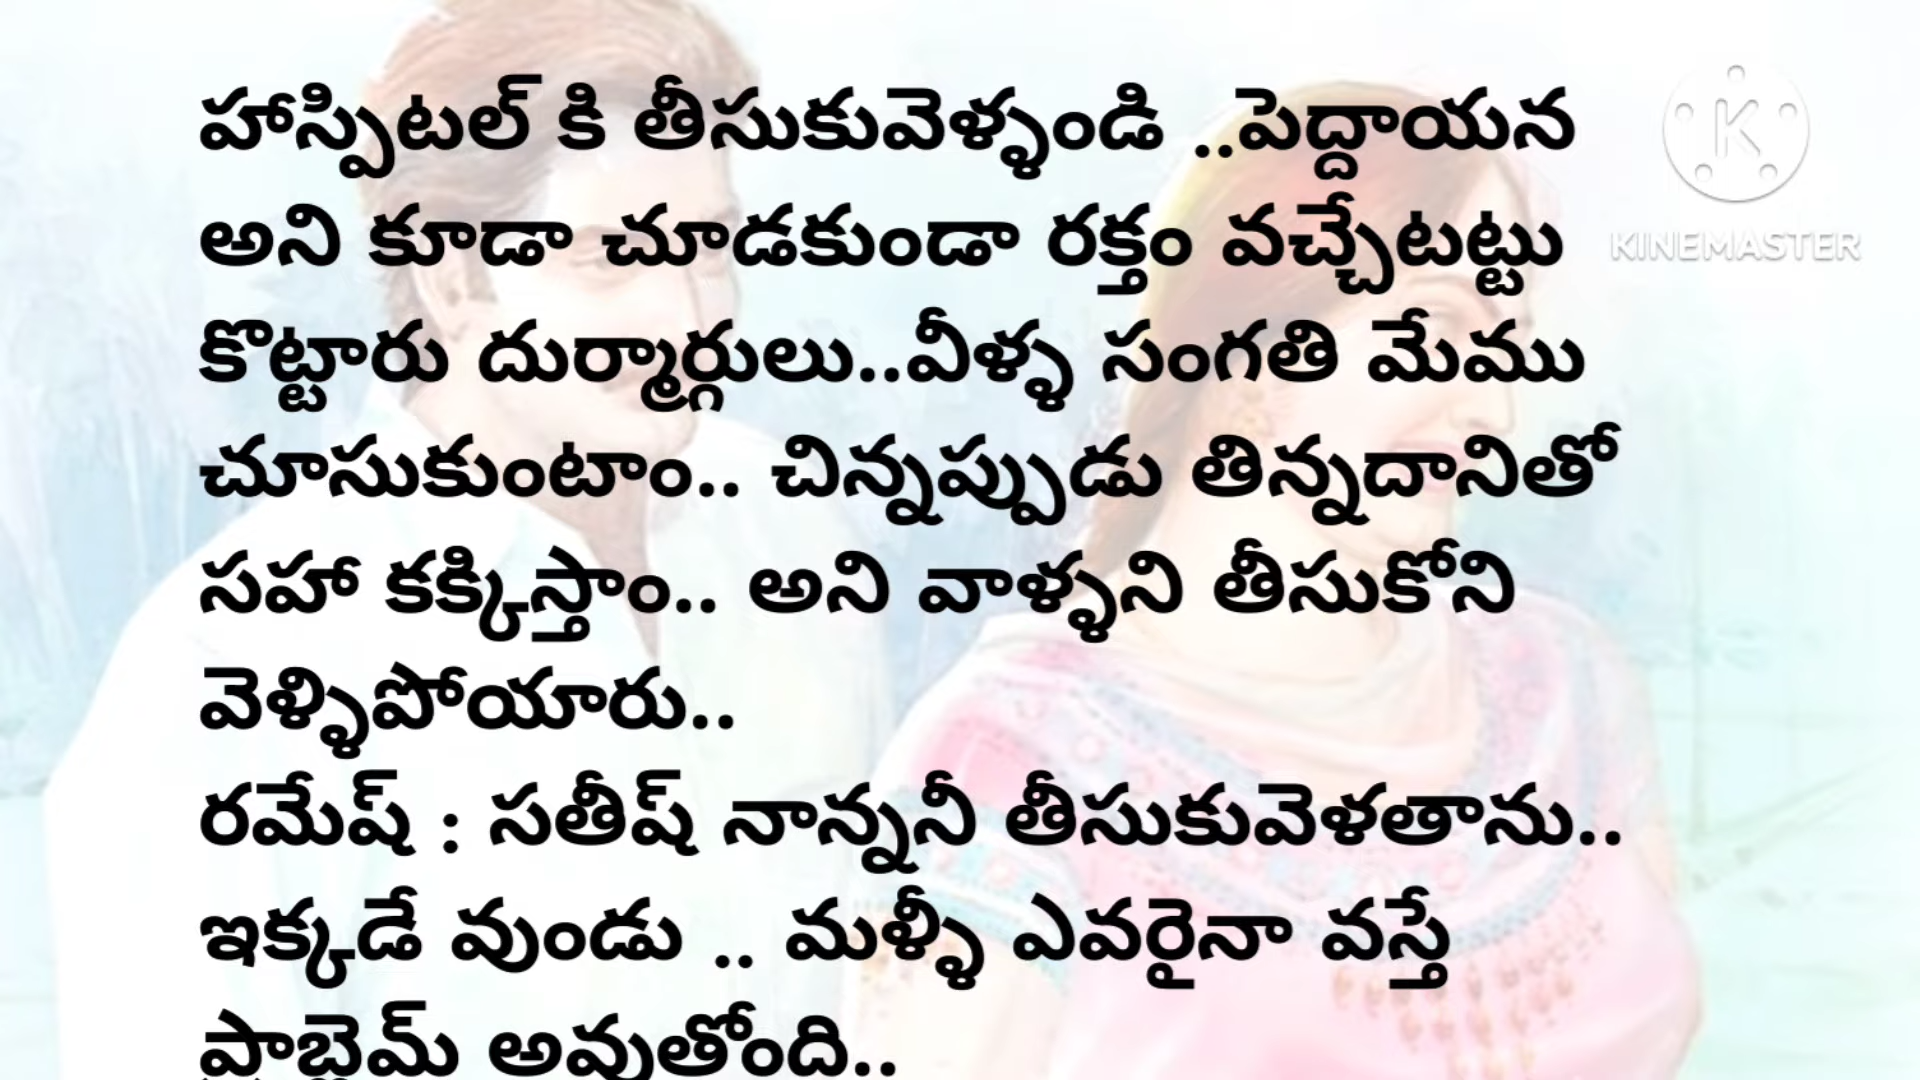 హాస్పిటల్ కి తీసుకువెళ్ళండి ..పెద్దాయన
అని కూడా చూడకుండా రక్తం వచ్చేటట్టు
కొట్టారు దుర్మార్గులు..వీళ్ళ సంగతి మేము
చూసుకుంటాం.. చిన్నప్పుడు తిన్నదానితో
సహా కక్కిస్తాం.. అని వాళ్ళని తీసుకోని
వెళ్ళిపోయారు..
రమేష్ : సతీష్ నాన్ననీ తీసుకువెళతాను..
ఇక్కడే వుండు .. మళ్ళీ ఎవరైనా వస్తే
ప్రాబ్లెమ్ అవుతోంది..
K
KINEMASTER